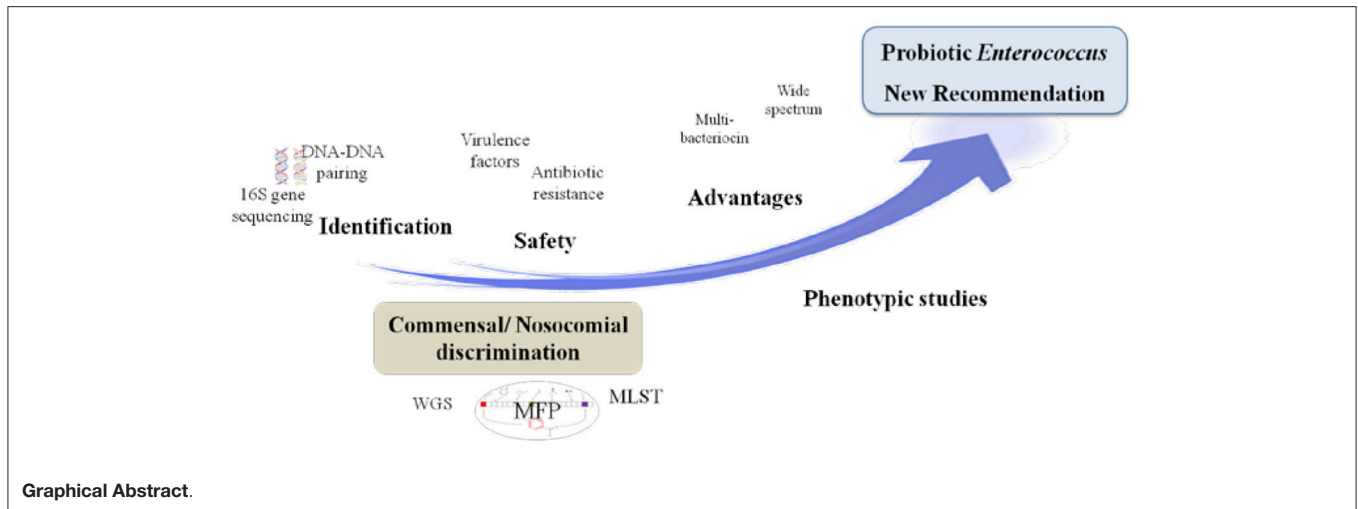 Probiotic Enterococcus
New Recommendation
Wide
spectrum
Multi-
bacteriocin
Advantages
Virulence
factors
Antibiotic
resistance
Safety
DNA-DNA
pairing
16S gene
sequencing
Identification
Phenotypic studies
Commensal/ Nosocomial
discrimination
WGS
MFP
MLST
Graphical Abstract.